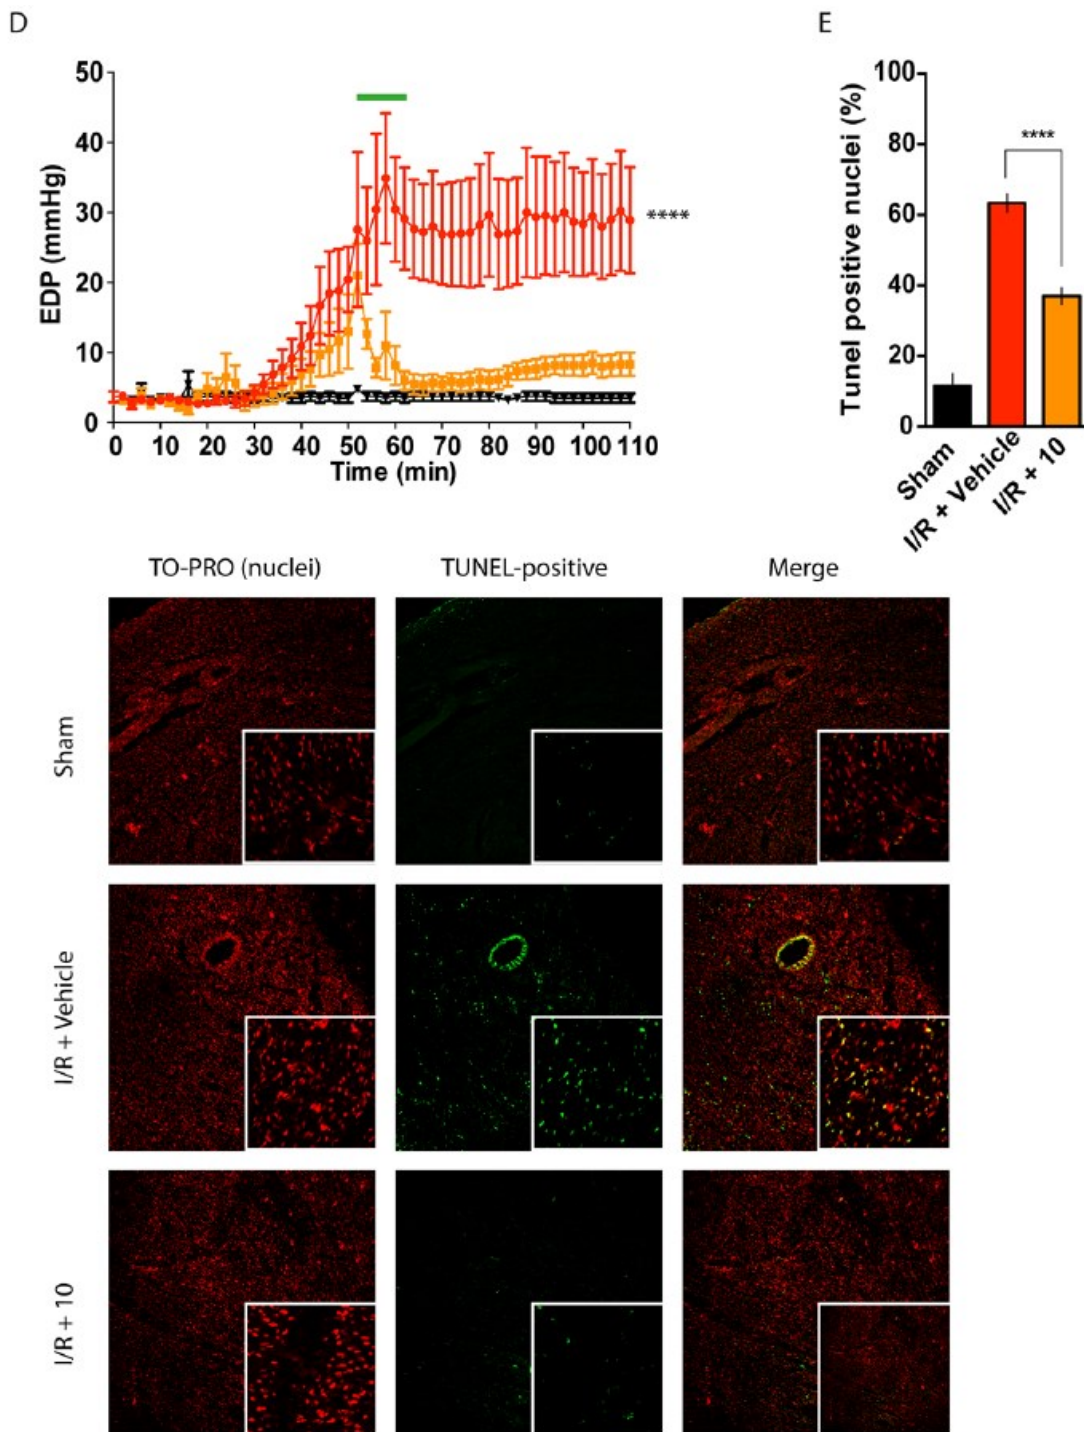 D
E
50
40
30
20
10
0
EDP (mmHg)
0 10 20 30 40 50 60 70 80 90 100 110
Time (min)
****
100
80
60
40
20
0
Tunel positive nuclei (%)
****
Sham
I/R + Vehicle
I/R + 10
TO-PRO (nuclei) TUNEL-positive Merge
Sham
I/R + Vehicle
I/R + 10